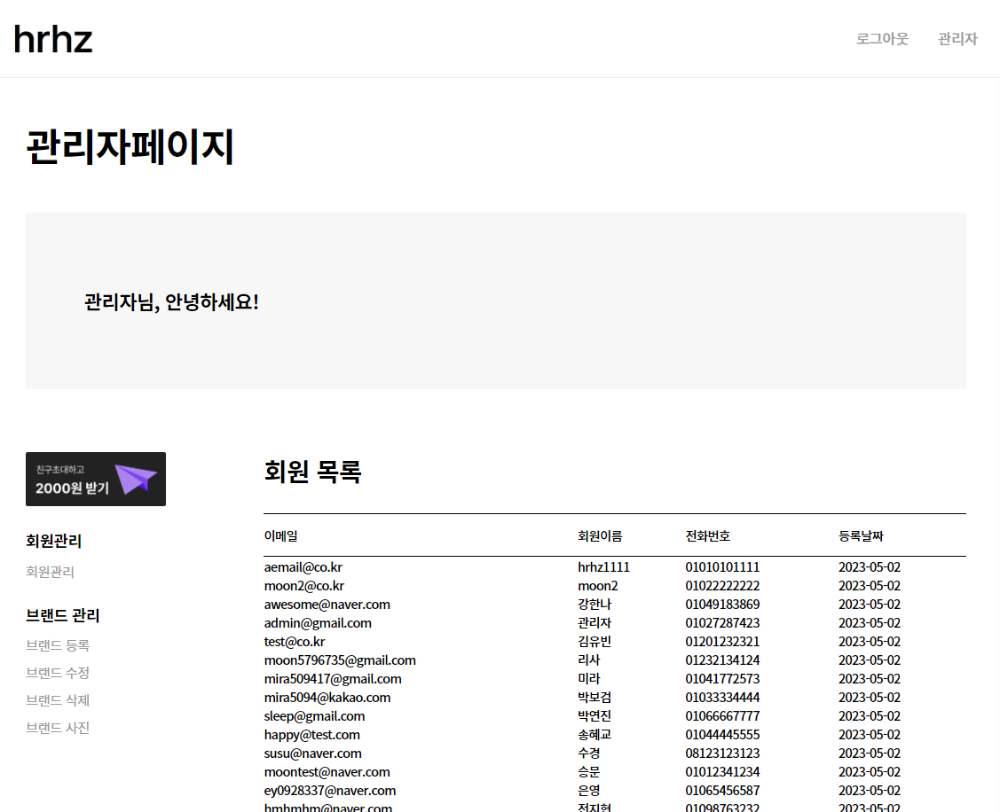 hrhz
로그아웃 관리자
관리자페이지
관리자님, 안녕하세요!
친구초대하고
2000원 받기
회원관리
회원관리
브랜드 관리
브랜드 등록
브랜드 수정
브랜드 삭제
브랜드 사진
회원 목록
이메일 회원이름 전화번호 등록날짜
aemail@co.kr hrhz1111 01010101111 2023-05-02
moon2@co.kr moon2 01022222222 2023-05-02
awesome@naver.com 강한나 01049183869 2023-05-02
admin@gmail.com 관리자 01027287423 2023-05-02
test@co.kr 김유빈 01201232321 2023-05-02
moon5796735@gmail.com 리사 01232134124 2023-05-02
mira509417@gmail.com 미라 01041772573 2023-05-02
mira5094@kakao.com 박보검 01033334444 2023-05-02
sleep@gmail.com 박연진 01066667777 2023-05-02
happy@test.com 송혜교 01044445555 2023-05-02
susu@naver.com 수경 08123123123 2023-05-02
moontest@naver.com 승문 01012341234 2023-05-02
ey0928337@naver.com 은영 01065456587 2023-05-02
hmhmhm@naver.com 전지현 01098763232 2023-05-02